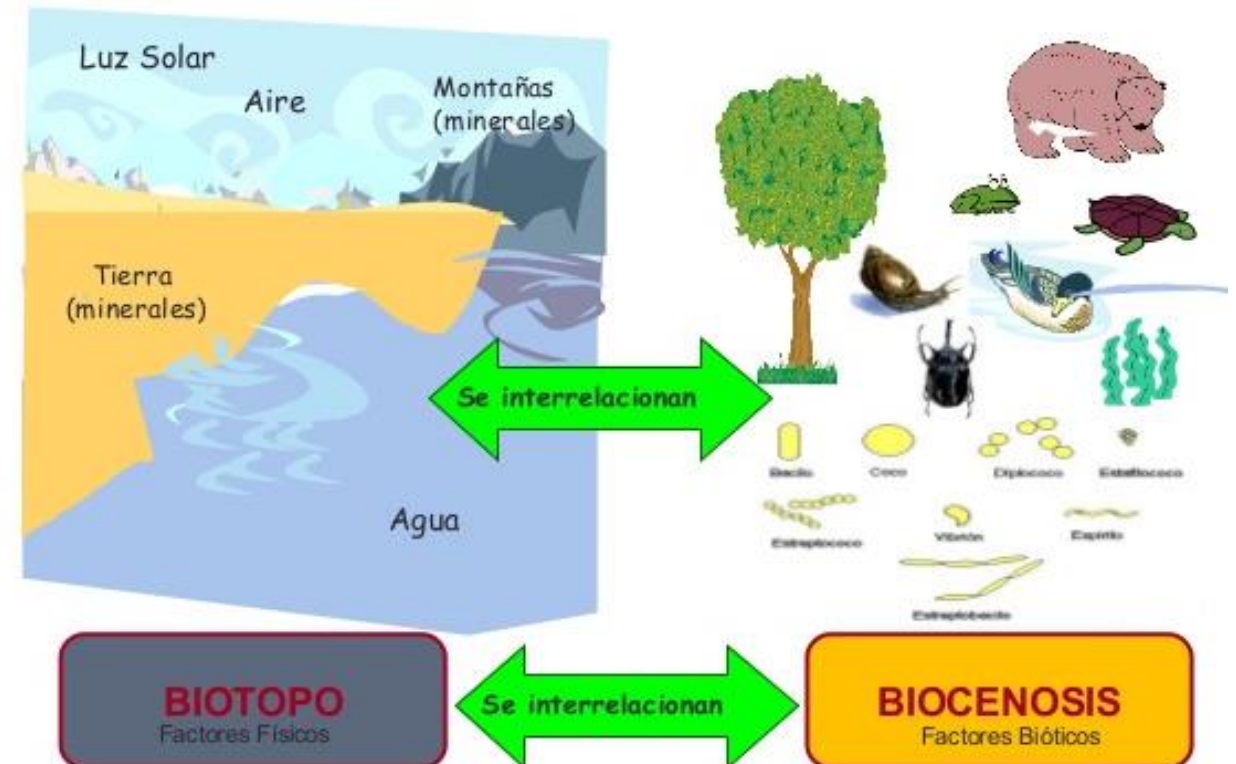 Luz Solar
Aire
Montañas
(minerales)
Tierra
(minerales)
Se interrelacionan
Agua
Bacilo
Coco
Diplococo
Estafilococo
Estreptococo
Vibrión
Espirilo
Estreptobacilo
BIOTOPO
Factores Físicos
Se interrelacionan
BIOCENOSIS
Factores Bióticos